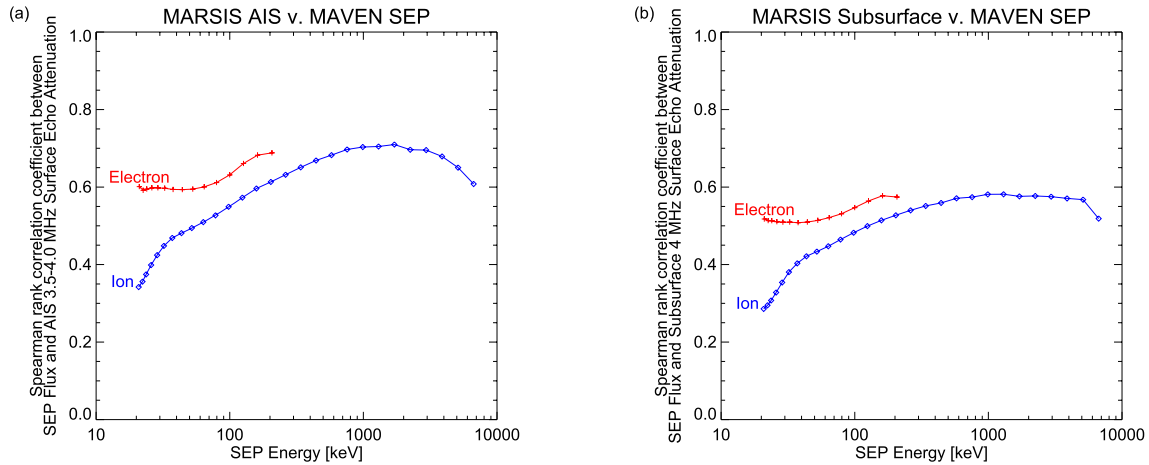 (a)
MARSIS AIS v. MAVEN SEP
Spearman rank correlation coefficient between
SEP Flux and AIS 3.5-4.0 MHz Surface Echo Attenuation
1.0
0.8
0.6
0.4
0.2
0.0
Electron
Ion
10
100
1000
10000
SEP Energy [keV]
(b)
MARSIS Subsurface v. MAVEN SEP
Spearman rank correlation coefficient between
SEP Flux and Subsurface 4 MHz Surface Echo Attenuation
1.0
0.8
0.6
0.4
0.2
0.0
Electron
Ion
10
100
1000
10000
SEP Energy [keV]